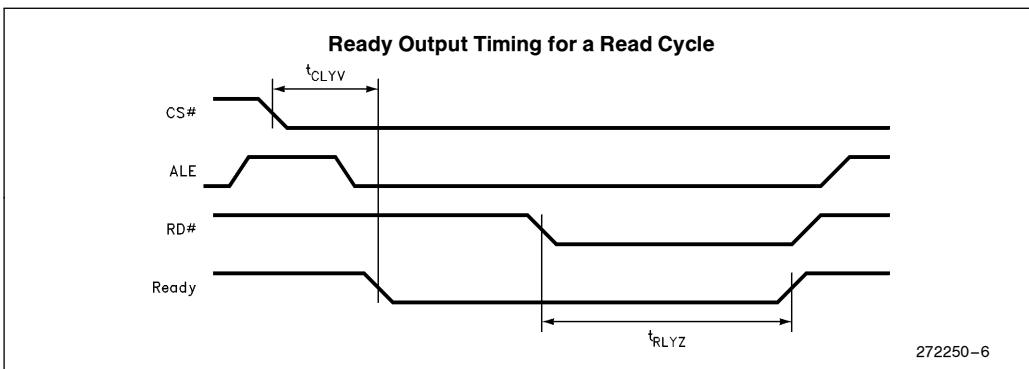 Ready Output Timing for a Read Cycle
tCLYV
CS#
ALE
RD#
Ready
tRLYZ
272250–6